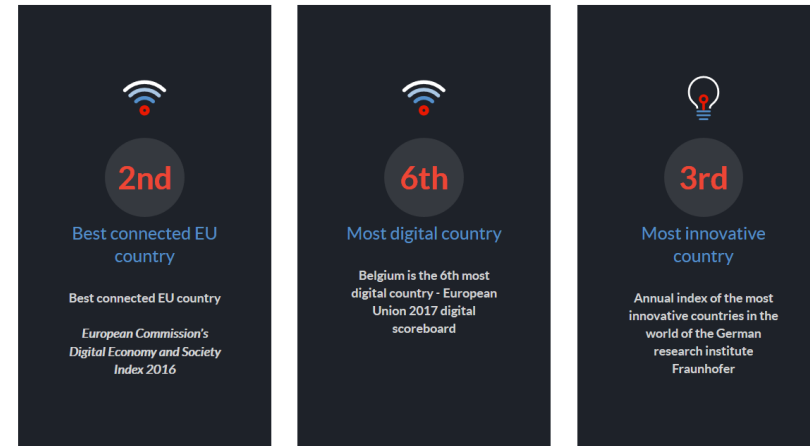 2nd
Best connected EU
country
Best connected EU country
European Commission's
Digital Economy and Society
Index 2016
6th
Most digital country
Belgium is the 6th most
digital country - European
Union 2017 digital
scoreboard
3rd
Most innovative
country
Annual index of the most
innovative countries in the
world of the German
research institute
Fraunhofer